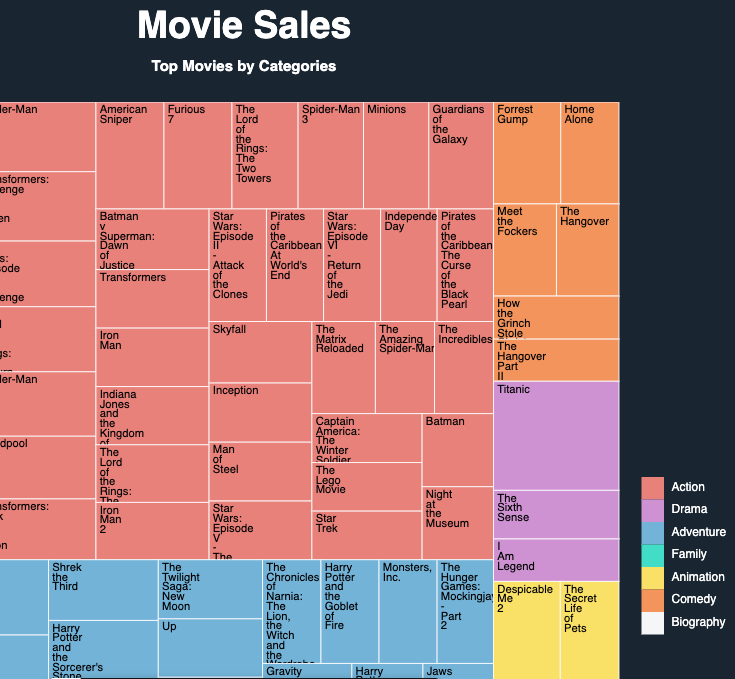 Movie Sales
Top Movies by Categories
der-Man
nsformers:
enge
en
s:
ode
enge
l
gs:
der-Man
dpool
nsformers:
k
on
American
Sniper
Furious
7
The
Lord
of
the
Rings:
The
Two
Towers
Spider-Man
3
Minions
Guardians
of
the
Galaxy
Batman
v
Superman:
Dawn
of
Justice
Transformers
Iron
Man
Indiana
Jones
and
the
Kingdom
of
The
Lord
of
the
Rings:
The
Iron
Man
2
Star
Wars:
Episode
II
-
Attack
of
the
Clones
Pirates
of
the
Caribbean:
At
World's
End
Star
Wars:
Episode
VI
-
Return
of
the
Jedi
Independe
Day
Pirates
of
the
Caribbean
The
Curse
of
the
Black
Pearl
Skyfall
Inception
Man
of
Steel
Star
Wars:
Episode
V
-
The
The
Matrix
Reloaded
The
Amazing
Spider-Man
The
Incredibles
Captain
America:
The
Winter
Soldier
The
Lego
Movie
Star
Trek
Batman
Night
at
the
Museum
Forrest
Gump
Home
Alone
Meet
the
Fockers
The
Hangover
How
the
Grinch
Stole
The
Hangover
Part
II
Titanic
The
Sixth
Sense
I
Am
Legend
Despicable
Me
2
The
Secret
Life
of
Pets
Shrek
the
Third
Harry
Potter
and
the
Sorcerer's
Stone
The
Twilight
Saga:
New
Moon
Up
The
Chronicles
of
Narnia:
The
Lion,
the
Witch
and
the
Wardrobe
Gravity
Harry
Potter
and
the
Goblet
of
Fire
Harry
Monsters,
Inc.
The
Hunger
Games:
Mockingjay
-
Part
2
Jaws
Action
Drama
Adventure
Family
Animation
Comedy
Biography